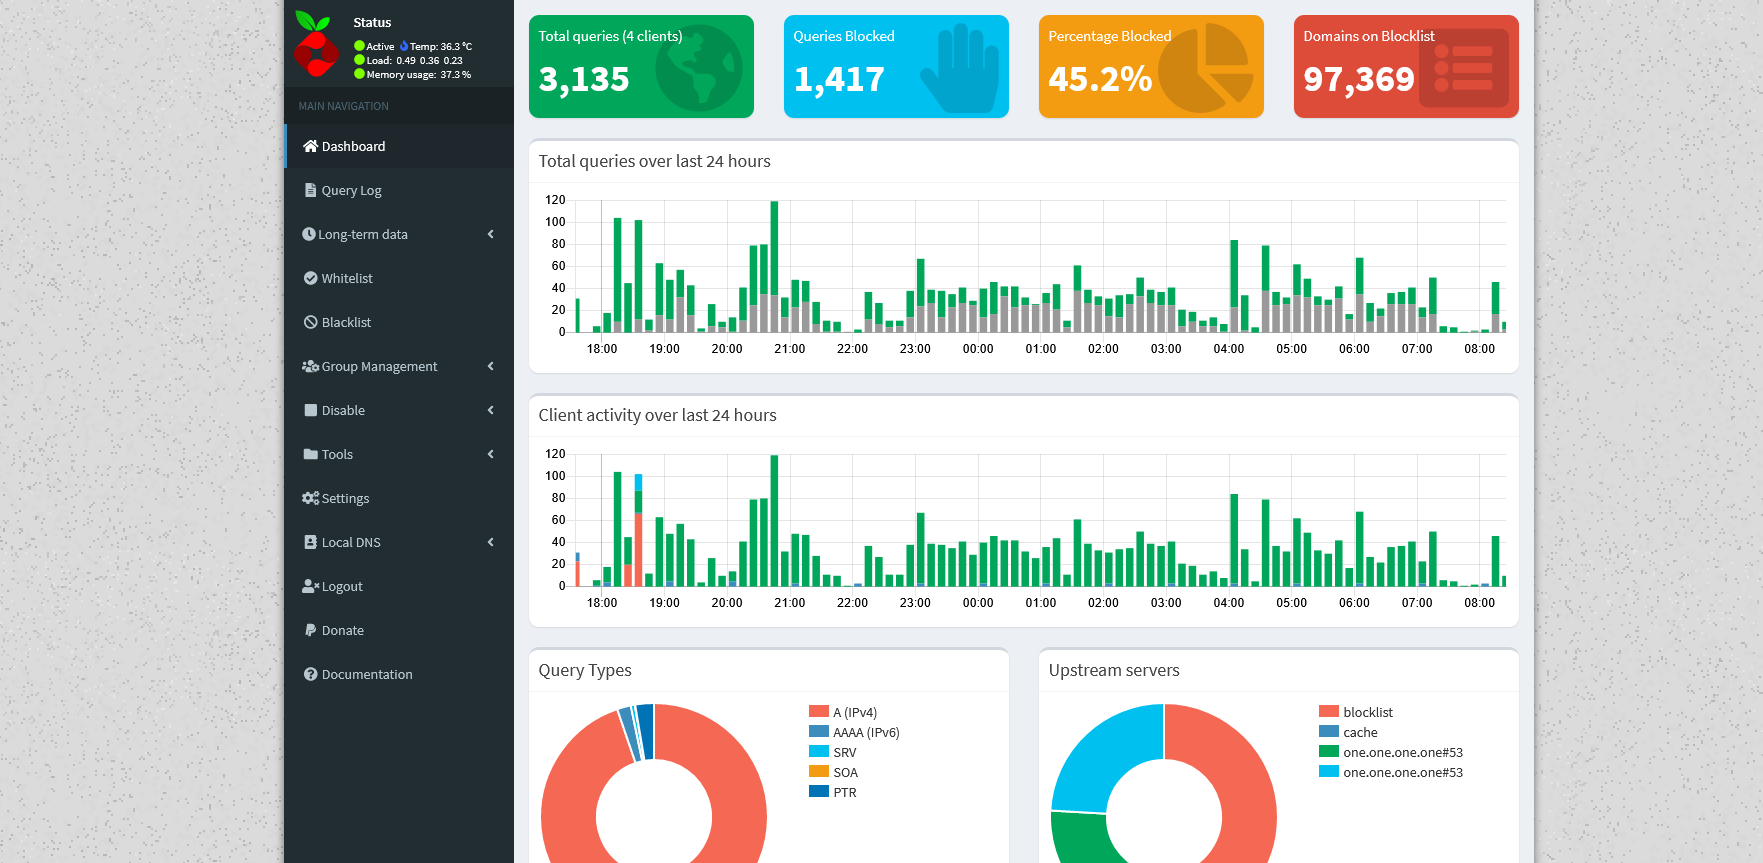 Status
Active Temp: 36.3 °C
Load: 0.49 0.36 0.23
Memory usage: 37.3 %
MAIN NAVIGATION
Dashboard
Query Log
Long-term data
Whitelist
Blacklist
Group Management
Disable
Tools
Settings
Local DNS
Logout
Donate
Documentation
Total queries (4 clients)
3,135
Queries Blocked
1,417
Percentage Blocked
45.2%
Domains on Blocklist
97,369
Total queries over last 24 hours
120
100
80
60
40
20
0
18:00 19:00 20:00 21:00 22:00 23:00 00:00 01:00 02:00 03:00 04:00 05:00 06:00 07:00 08:00
Client activity over last 24 hours
120
100
80
60
40
20
0
18:00 19:00 20:00 21:00 22:00 23:00 00:00 01:00 02:00 03:00 04:00 05:00 06:00 07:00 08:00
Query Types
A (IPv4)
AAAA (IPv6)
SRV
SOA
PTR
Upstream servers
blocklist
cache
one.one.one.one#53
one.one.one.one#53